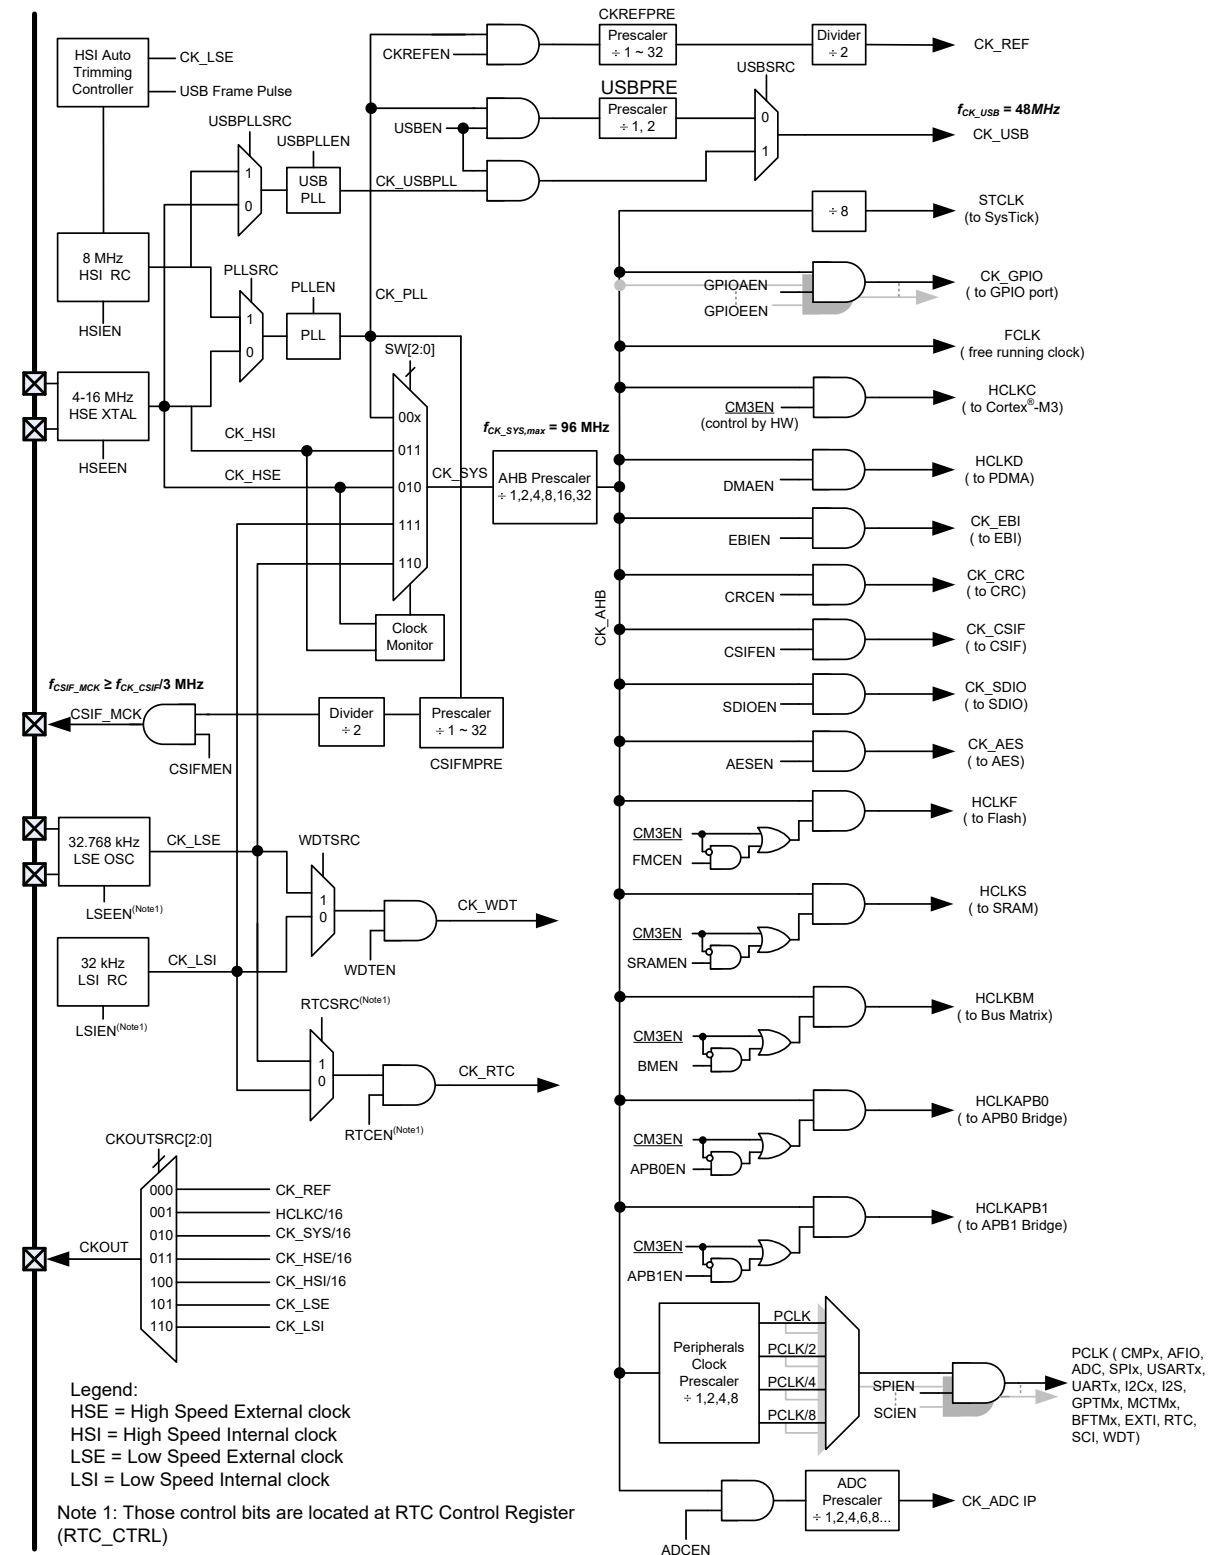 CKREFPRE
HSI Auto
Trimming
Controller
CK_LSE
USB Frame Pulse
CKREFEN
Prescaler
÷ 1 ~ 32
Divider
÷ 2
CK_REF
USBPLLSRC
USBPLLEN
USBEN
USBPRE
Prescaler
÷ 1, 2
USBSRC
0
1
f CK_USB = 48MHz
CK_USB
1
0
USB
PLL
CK_USBPLL
÷ 8
STCLK
(to SysTick)
8 MHz
HSI RC
HSIEN
PLLSRC
PLLEN
1
0
PLL
CK_PLL
GPIOAEN
GPIOEEN
CK_GPIO
( to GPIO port)
FCLK
( free running clock)
4-16 MHz
HSE XTAL
HSEEN
SW[2:0]
00x
011
010
111
110
CK_HSI
CK_HSE
CK_SYS
f CK_SYS,max = 96 MHz
AHB Prescaler
÷ 1,2,4,8,16,32
CM3EN
(control by HW)
HCLKC
( to Cortex®-M3)
DMAEN
HCLKD
( to PDMA)
EBIEN
CK_EBI
( to EBI)
CRCEN
CK_CRC
( to CRC)
CK_AHB
Clock
Monitor
CSIFEN
CK_CSIF
( to CSIF)
f CSIF_MCK ≥ f CK_CSIF/3 MHz
CSIF_MCK
CSIFMEN
Divider
÷ 2
Prescaler
÷ 1 ~ 32
CSIFMPRE
SDIOEN
CK_SDIO
( to SDIO)
AESEN
CK_AES
( to AES)
32.768 kHz
LSE OSC
LSEEN(Note1)
CK_LSE
WDTSRC
1
0
CK_WDT
WDTEN
CM3EN
FMCEN
HCLKF
( to Flash)
CM3EN
SRAMEN
HCLKS
( to SRAM)
32 kHz
LSI RC
LSIEN(Note1)
CK_LSI
RTCSRC(Note1)
1
0
CK_RTC
RTCEN(Note1)
CM3EN
BMEN
HCLKBM
( to Bus Matrix)
CM3EN
APB0EN
HCLKAPB0
( to APB0 Bridge)
CKOUTSRC[2:0]
CKOUT
000 CK_REF
001 HCLKC/16
010 CK_SYS/16
011 CK_HSE/16
100 CK_HSI/16
101 CK_LSE
110 CK_LSI
CM3EN
APB1EN
HCLKAPB1
( to APB1 Bridge)
Peripherals
Clock
Prescaler
÷ 1,2,4,8
PCLK
PCLK/2
PCLK/4
PCLK/8
SPIEN
SCIEN
PCLK ( CMPx, AFIO,
ADC, SPIx, USARTx,
UARTx, I2Cx, I2S,
GPTMx, MCTMx,
BFTMx, EXTI, RTC,
SCI, WDT)
ADCEN
ADC
Prescaler
÷ 1,2,4,6,8...
CK_ADC IP
Legend:
HSE = High Speed External clock
HSI = High Speed Internal clock
LSE = Low Speed External clock
LSI = Low Speed Internal clock
Note 1: Those control bits are located at RTC Control Register
(RTC_CTRL)